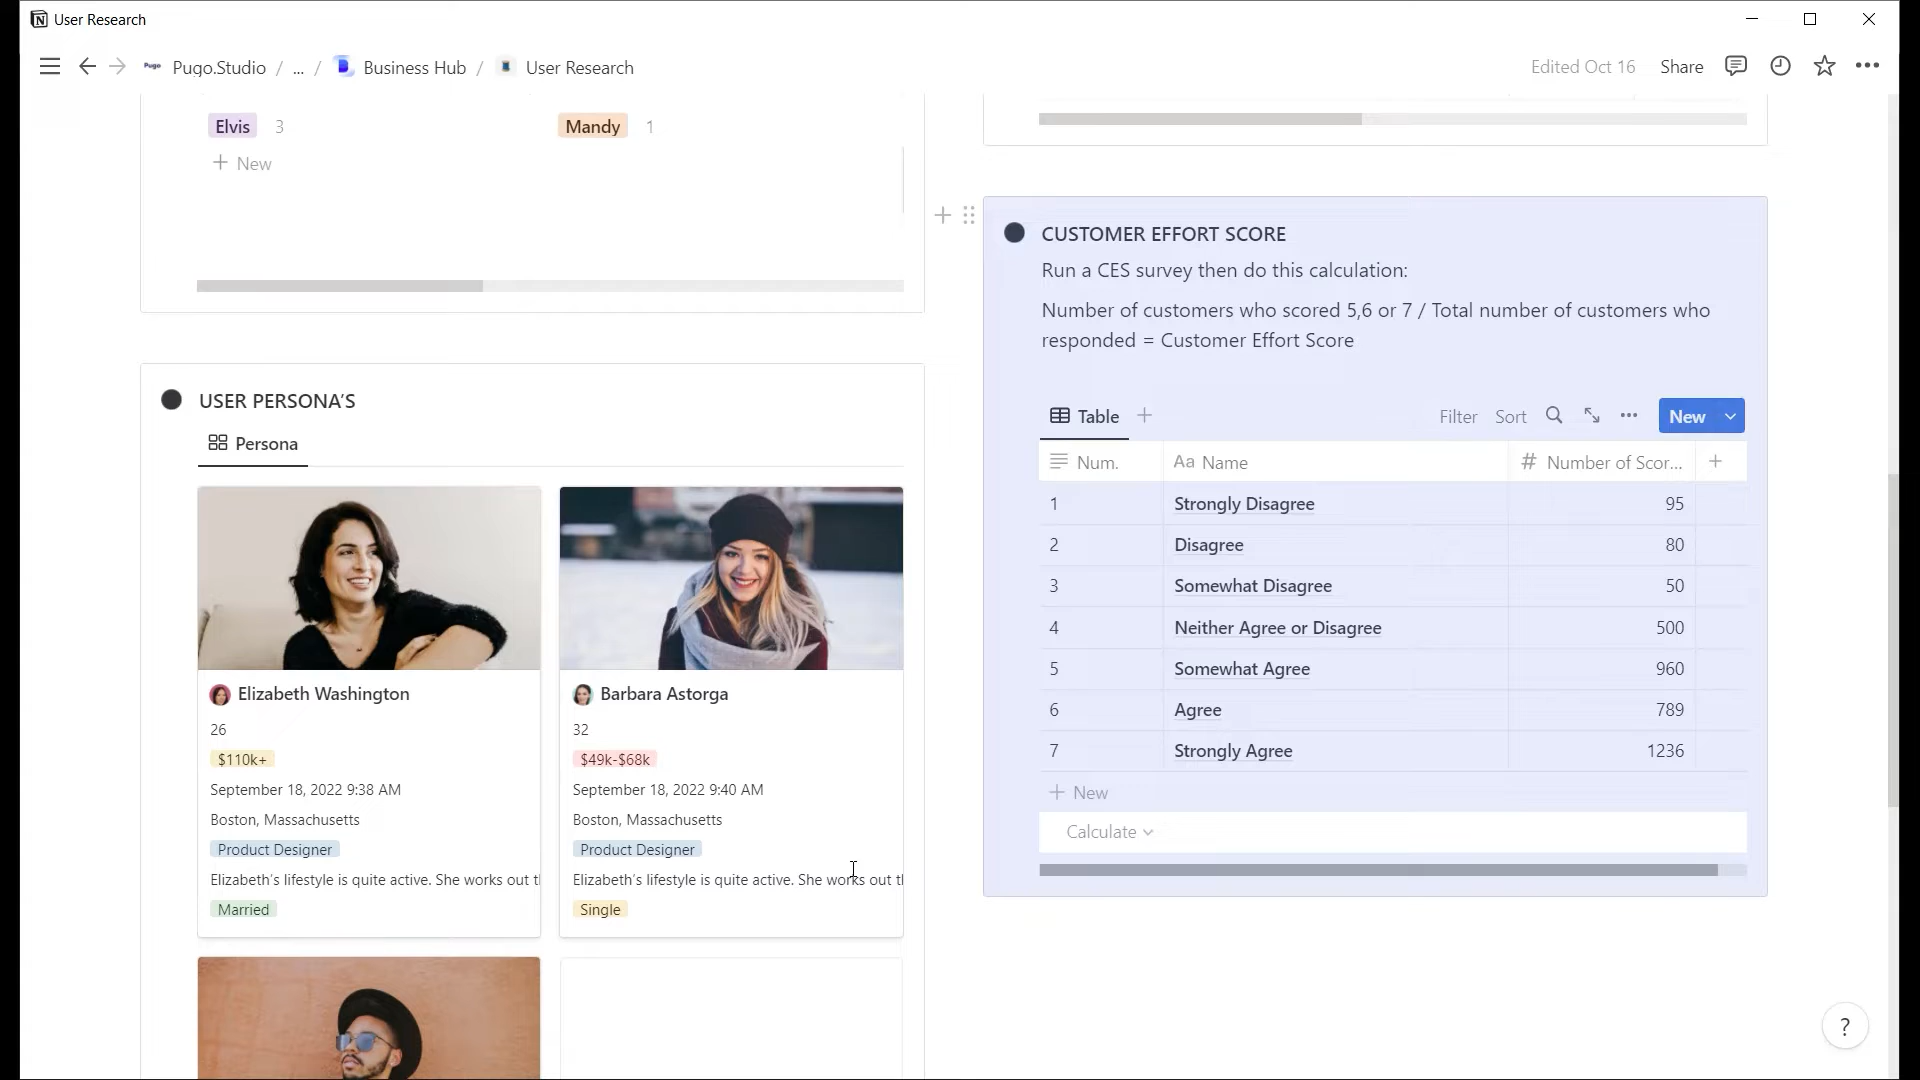 User Research
Pugo Pugo.Studio / ... / Business Hub / User Research
Edited Oct 16 Share
Elvis 3
Mandy 1
+ New
USER PERSONA'S
Persona
Elizabeth Washington
26
$110k+
September 18, 2022 9:38 AM
Boston, Massachusetts
Product Designer
Elizabeth's lifestyle is quite active. She works out t
Married
Barbara Astorga
32
$49k-$68k
September 18, 2022 9:40 AM
Boston, Massachusetts
Product Designer
Elizabeth's lifestyle is quite active. She works out t
Single
CUSTOMER EFFORT SCORE
Run a CES survey then do this calculation:
Number of customers who scored 5,6 or 7 / Total number of customers who
responded = Customer Effort Score
Table +
Filter Sort New
Num. Aa Name # Number of Scor... +
1 Strongly Disagree 95
2 Disagree 80
3 Somewhat Disagree 50
4 Neither Agree or Disagree 500
5 Somewhat Agree 960
6 Agree 789
7 Strongly Agree 1236
+ New
Calculate
?